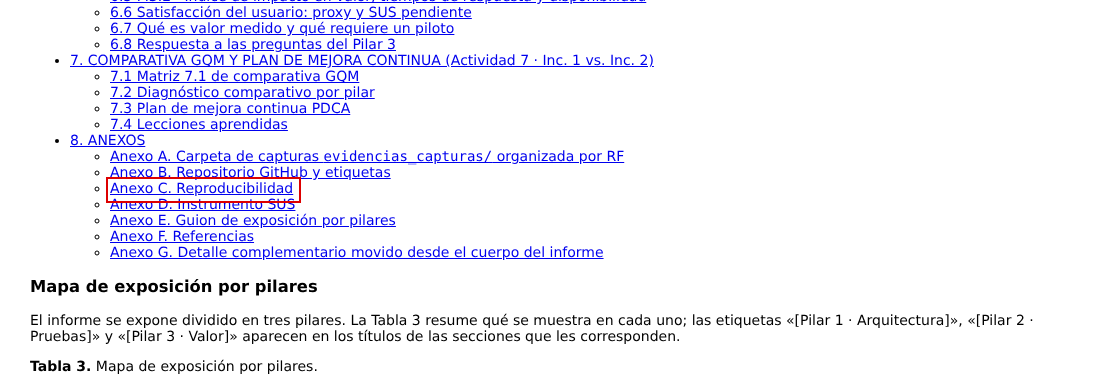 6.6 Satisfacción del usuario: proxy y SUS pendiente
6.7 Qué es valor medido y qué requiere un piloto
6.8 Respuesta a las preguntas del Pilar 3
7. COMPARATIVA GQM Y PLAN DE MEJORA CONTINUA (Actividad 7 · Inc. 1 vs. Inc. 2)
7.1 Matriz 7.1 de comparativa GQM
7.2 Diagnóstico comparativo por pilar
7.3 Plan de mejora continua PDCA
7.4 Lecciones aprendidas
8. ANEXOS
Anexo A. Carpeta de capturas evidencias_capturas/ organizada por RF
Anexo B. Repositorio GitHub y etiquetas
Anexo C. Reproducibilidad
Anexo D. Instrumento SUS
Anexo E. Guion de exposición por pilares
Anexo F. Referencias
Anexo G. Detalle complementario movido desde el cuerpo del informe
Mapa de exposición por pilares
El informe se expone dividido en tres pilares. La Tabla 3 resume qué se muestra en cada uno; las etiquetas «[Pilar 1 · Arquitectura]», «[Pilar 2 ·
Pruebas]» y «[Pilar 3 · Valor]» aparecen en los títulos de las secciones que les corresponden.
Tabla 3. Mapa de exposición por pilares.